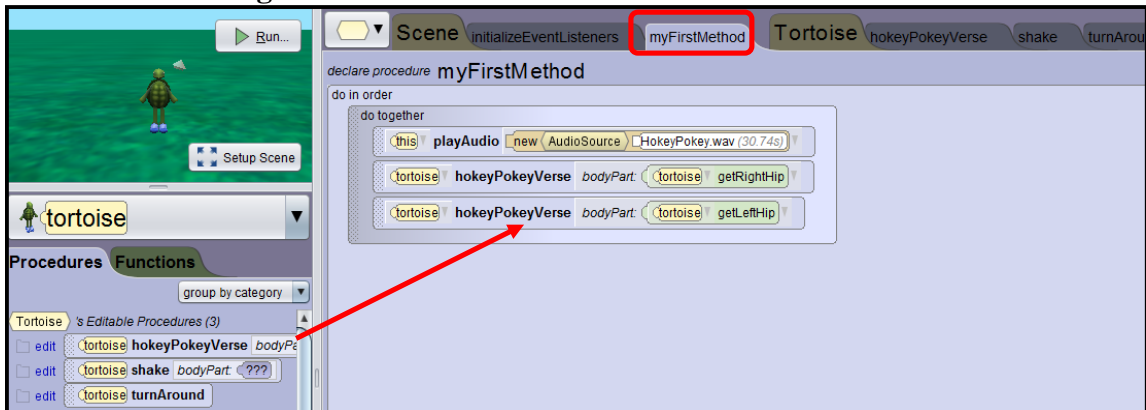 Run...
Setup Scene
tortoise
Procedures Functions
group by category
Tortoise 's Editable Procedures (3)
edit tortoise hokeyPokeyVerse bodyPa
edit tortoise shake bodyPart: ???
edit tortoise turnAround
Scene initializeEventListeners myFirstMethod Tortoise hokeyPokeyVerse shake turnArou
declare procedure myFirstMethod
do in order
do together
this playAudio new AudioSource HokeyPokey.wav (30.74s)
tortoise hokeyPokeyVerse bodyPart: tortoise getRightHip
tortoise hokeyPokeyVerse bodyPart: tortoise getLeftHip